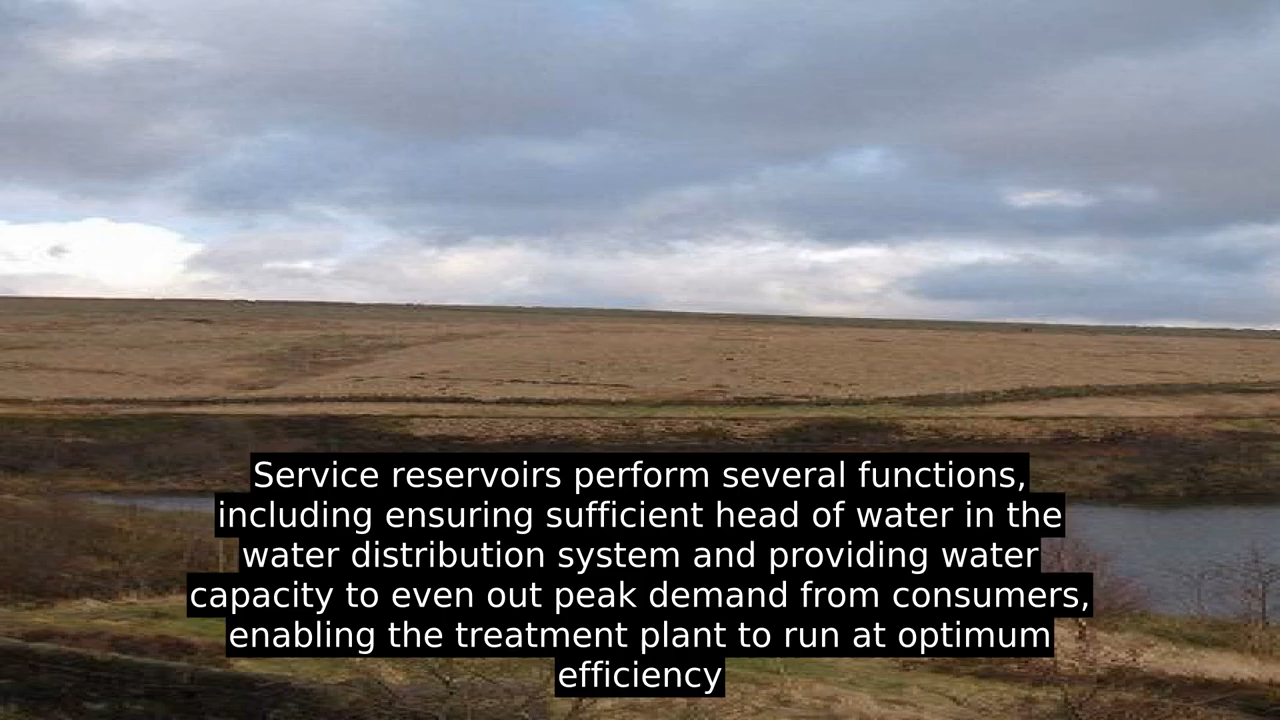 Service reservoirs perform several functions,
including ensuring sufficient head of water in the
water distribution system and providing water
capacity to even out peak demand from consumers,
enabling the treatment plant to run at optimum
efficiency